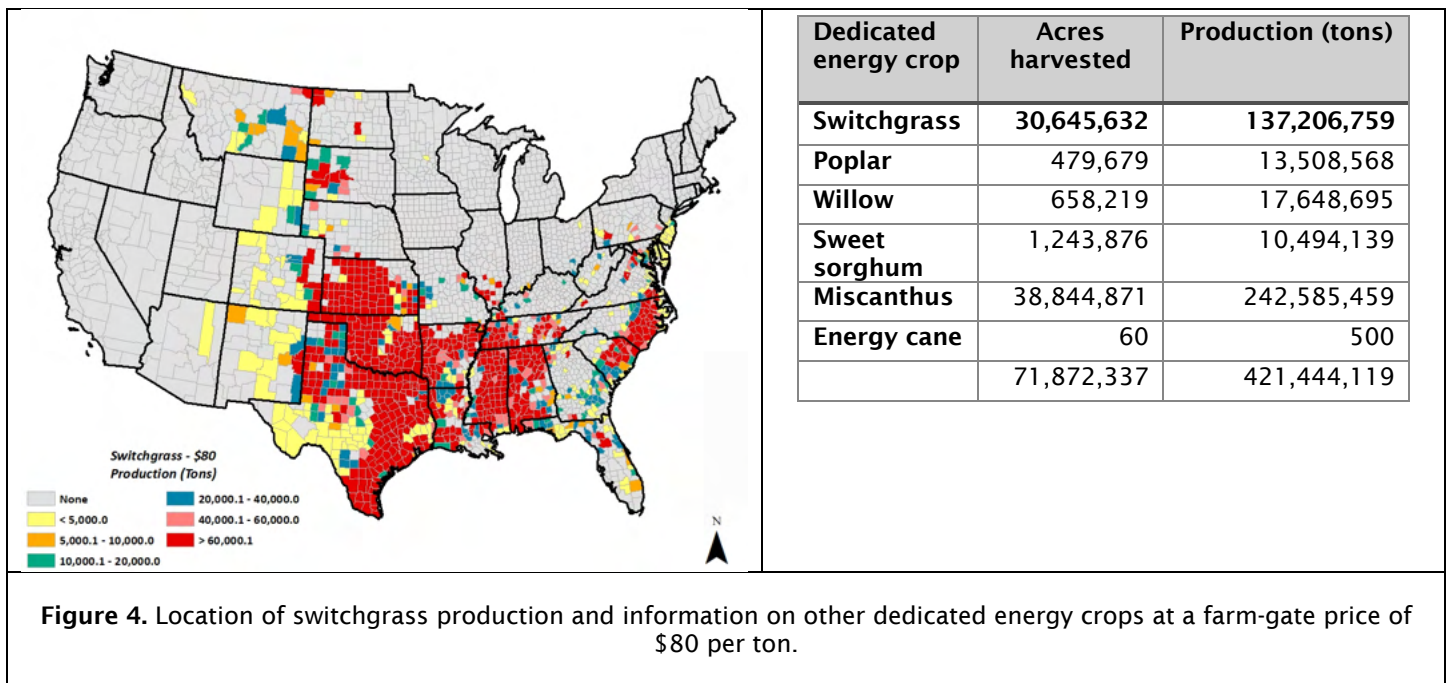 Switchgrass - $80
Production (Tons)
None
< 5,000.0
5,000.1 - 10,000.0
10,000.1 - 20,000.0
20,000.1 - 40,000.0
40,000.1 - 60,000.0
> 60,000.1
N
Dedicated energy crop Acres harvested Production (tons)
Switchgrass 30,645,632 137,206,759
Poplar 479,679 13,508,568
Willow 658,219 17,648,695
Sweet sorghum 1,243,876 10,494,139
Miscanthus 38,844,871 242,585,459
Energy cane 60 500
71,872,337 421,444,119
Figure 4. Location of switchgrass production and information on other dedicated energy crops at a farm-gate price of
$80 per ton.